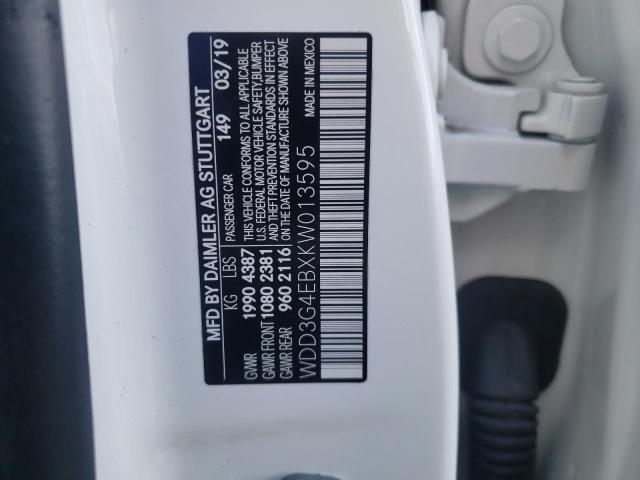 MFD BY DAIMLER AG STUTTGART
KG LBS PASSENGER CAR 149 03/19
GVWR 1990 4387 THIS VEHICLE CONFORMS TO ALL APPLICABLE
GAWR FRONT 1080 2381 U.S. FEDERAL MOTOR VEHICLE SAFETY,BUMPER
AND THEFT PREVENTION STANDARDS IN EFFECT
GAWR REAR 960 2116 ON THE DATE OF MANUFACTURE SHOWN ABOVE
WDD3G4EBXKW013595 MADE IN MEXICO